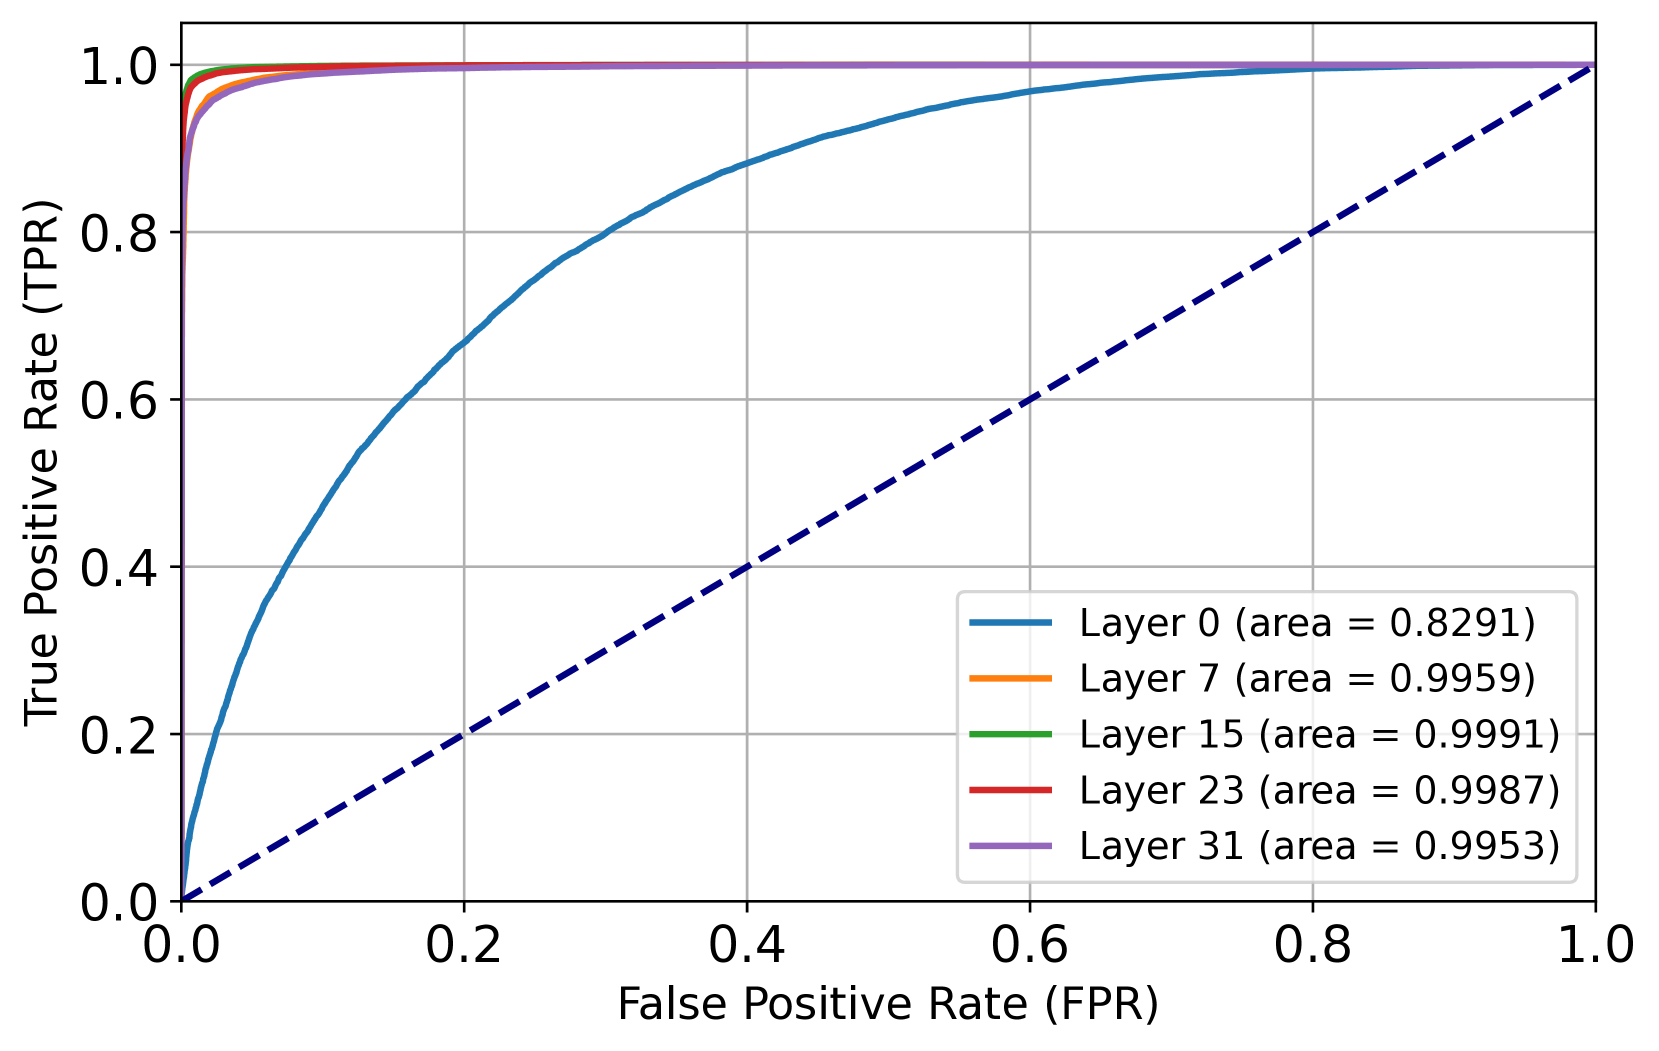 True Positive Rate (TPR)
1.0
0.8
0.6
0.4
0.2
0.0
0.0 0.2 0.4 0.6 0.8 1.0
False Positive Rate (FPR)
Layer 0 (area = 0.8291)
Layer 7 (area = 0.9959)
Layer 15 (area = 0.9991)
Layer 23 (area = 0.9987)
Layer 31 (area = 0.9953)